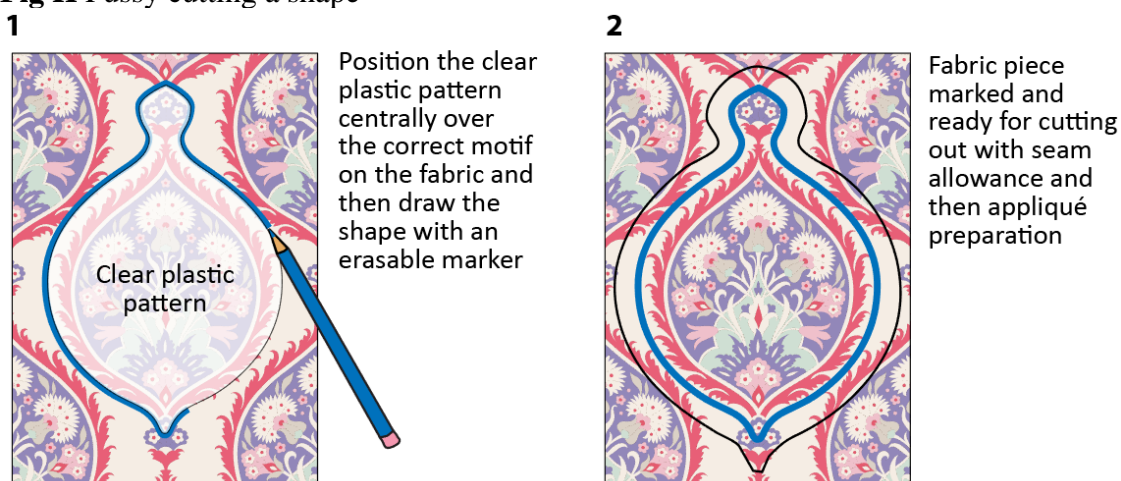 Fussy cutting a shape
1
Position the clear
plastic pattern
centrally over
the correct motif
on the fabric and
then draw the
shape with an
erasable marker
Clear plastic
pattern
2
Fabric piece
marked and
ready for cutting
out with seam
allowance and
then appliqué
preparation